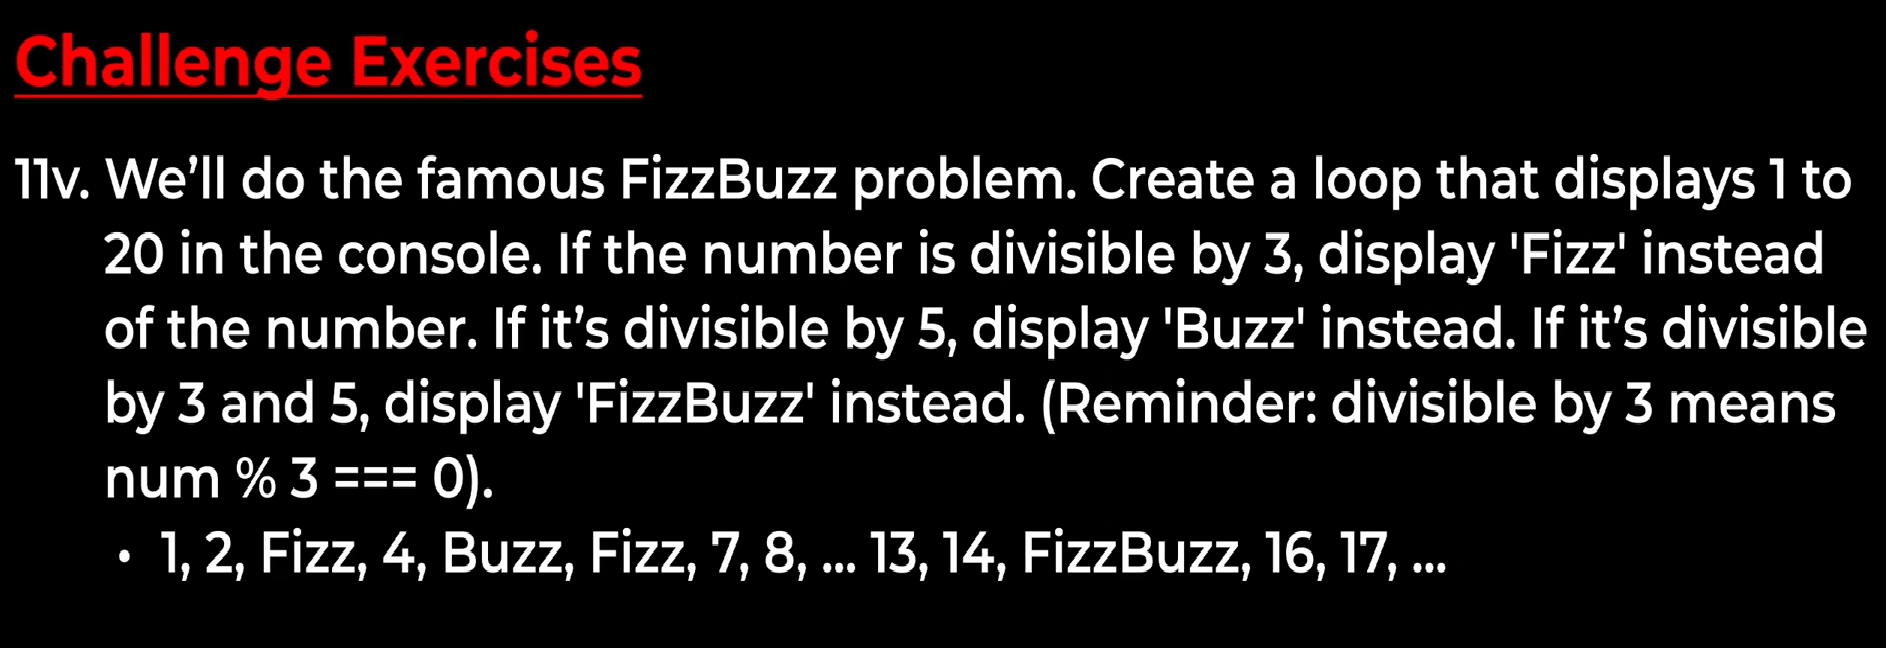 Challenge Exercises
11v. We’ll do the famous FizzBuzz problem. Create a loop that displays 1 to
20 in the console. If the number is divisible by 3, display 'Fizz' instead
of the number. If it’s divisible by 5, display 'Buzz' instead. If it’s divisible
by 3 and 5, display 'FizzBuzz' instead. (Reminder: divisible by 3 means
num % 3 === 0).
• 1, 2, Fizz, 4, Buzz, Fizz, 7, 8, ... 13, 14, FizzBuzz, 16, 17, ...